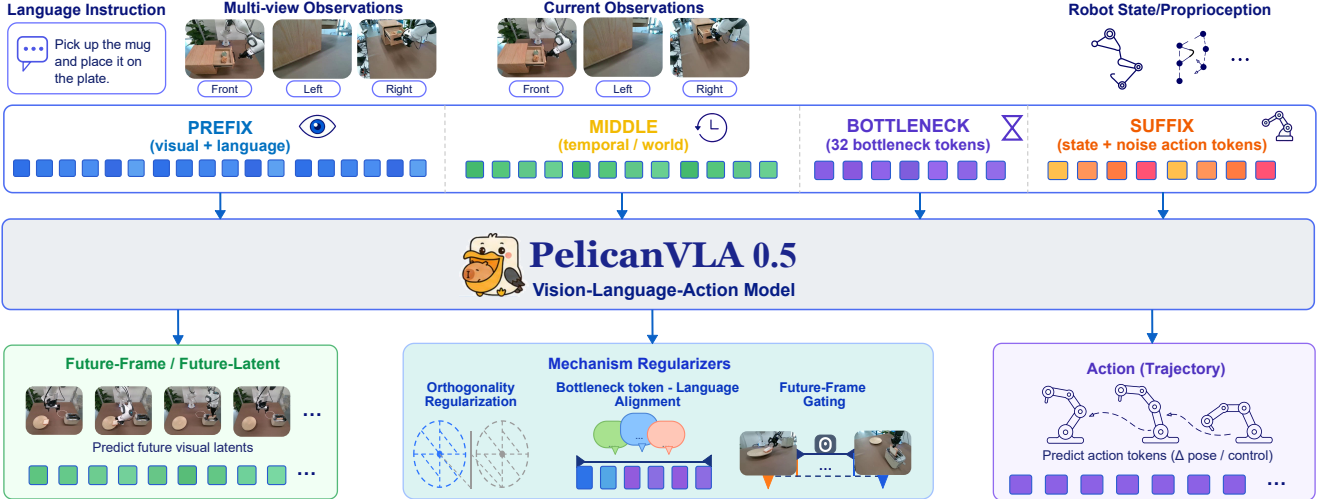 Language Instruction
Multi-view Observations
Current Observations
Robot State/Proprioception
Pick up the mug
and place it on
the plate.
Front
Left
Right
Front
Left
Right
...
PREFIX
(visual + language)
MIDDLE
(temporal / world)
BOTTLENECK
(32 bottleneck tokens)
SUFFIX
(state + noise action tokens)
PelicanVLA 0.5
Vision-Language-Action Model
Future-Frame / Future-Latent
...
Predict future visual latents
...
Mechanism Regularizers
Orthogonality
Regularization
Bottleneck token - Language
Alignment
...
Future-Frame
Gating
...
Action (Trajectory)
Predict action tokens (Δ pose / control)
...